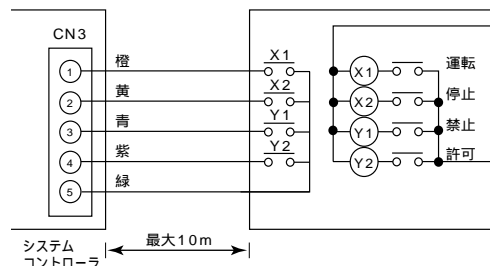 CN3
1 橙
2 黄
3 青
4 紫
5 緑
X1
X2
Y1
Y2
X1 運転
X2 停止
Y1 禁止
Y2 許可
システム
コントローラ
最大10m